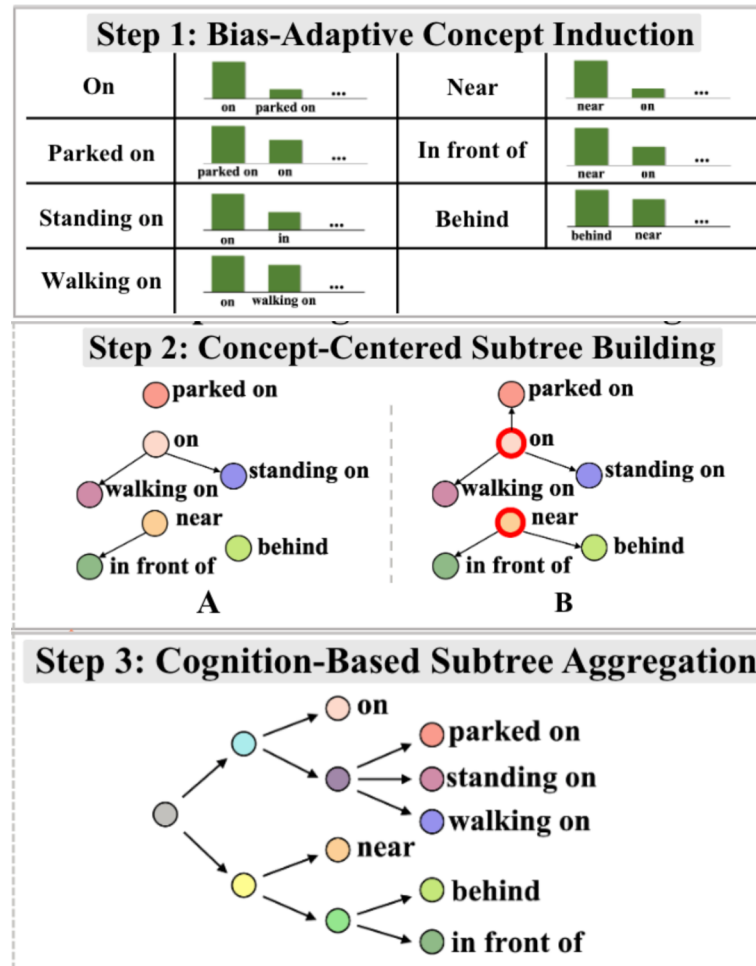 Step 1: Bias-Adaptive Concept Induction
On
on parked on ...
Near
near on ...
Parked on
parked on on ...
In front of
near on ...
Standing on
on in ...
Behind
behind near ...
Walking on
on walking on ...
Step 2: Concept-Centered Subtree Building
parked on
on
standing on
walking on
near
behind
in front of
A
parked on
on
standing on
walking on
near
behind
in front of
B
Step 3: Cognition-Based Subtree Aggregation
on
parked on
standing on
walking on
near
behind
in front of